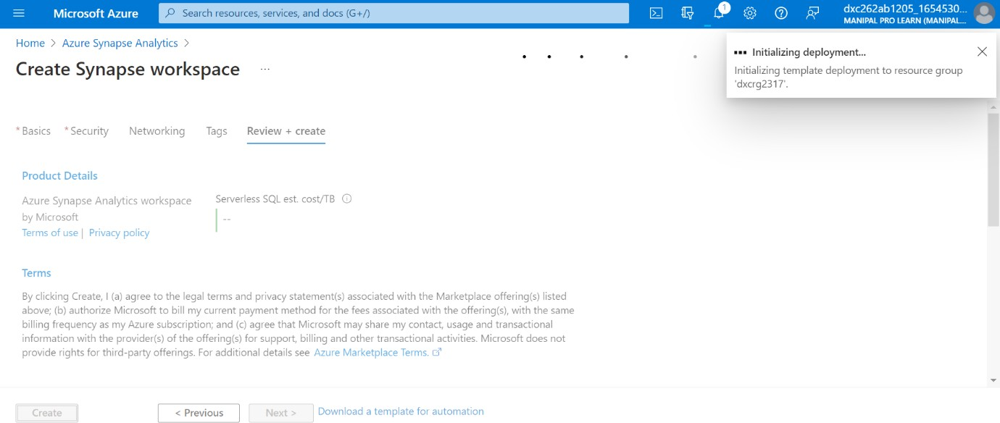 Microsoft Azure
Search resources, services, and docs (G+/)
1
dxc262ab1205_1654530...
MANIPAL PRO LEARN (MANIPAL...
Home > Azure Synapse Analytics >
Create Synapse workspace ...
Initializing deployment...
Initializing template deployment to resource group
'dxcrg2317'.
* Basics * Security Networking Tags Review + create
Product Details
Azure Synapse Analytics workspace
by Microsoft
Terms of use | Privacy policy
Serverless SQL est. cost/TB
--
Terms
By clicking Create, I (a) agree to the legal terms and privacy statement(s) associated with the Marketplace offering(s) listed
above; (b) authorize Microsoft to bill my current payment method for the fees associated with the offering(s), with the same
billing frequency as my Azure subscription; and (c) agree that Microsoft may share my contact, usage and transactional
information with the provider(s) of the offering(s) for support, billing and other transactional activities. Microsoft does not
provide rights for third-party offerings. For additional details see Azure Marketplace Terms.
Create < Previous Next > Download a template for automation